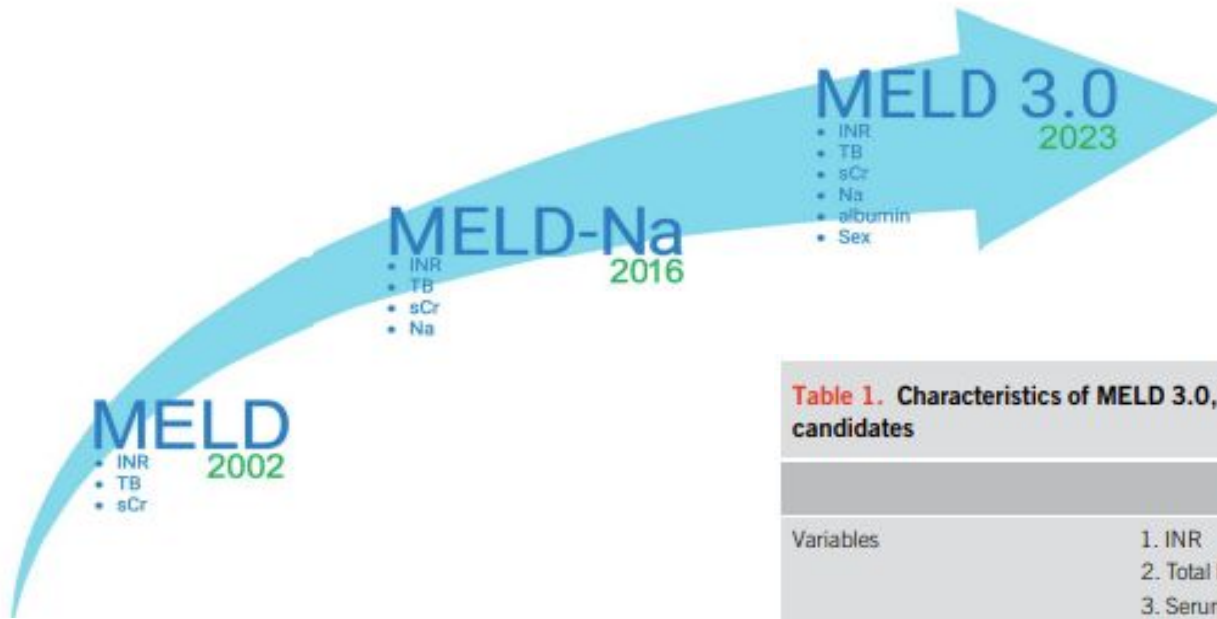 MELD 3.0
2023
• INR
• TB
• sCr
• Na
• albumin
• Sex
MELD-Na
2016
• INR
• TB
• sCr
• Na
MELD
2002
• INR
• TB
• sCr
Table 1. Characteristics of MELD 3.0,
candidates
Variables 1. INR
2. Total
3. Serur